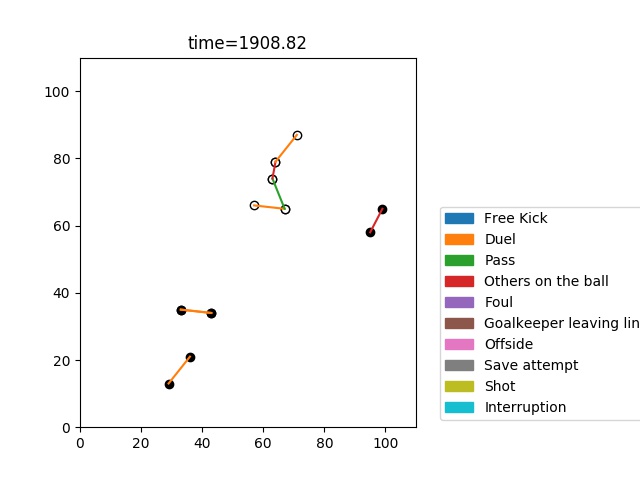 time=1908.82
100
80
60
40
20
0
0 20 40 60 80 100
Free Kick
Duel
Pass
Others on the ball
Foul
Goalkeeper leaving lin
Offside
Save attempt
Shot
Interruption